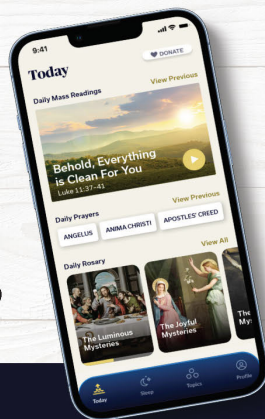 9:41
Today
DONATE
Daily Mass Readings
View Previous
Behold, Everything
is Clean For You
Luke 11:37-41
Daily Prayers
View Previous
ANGELUS
ANIMA CHRISTI
APOSTLES' CREED
Daily Rosary
View All
The Luminous
Mysteries
The Joyful
Mysteries
The
Today
Sleep
Topics
Profile